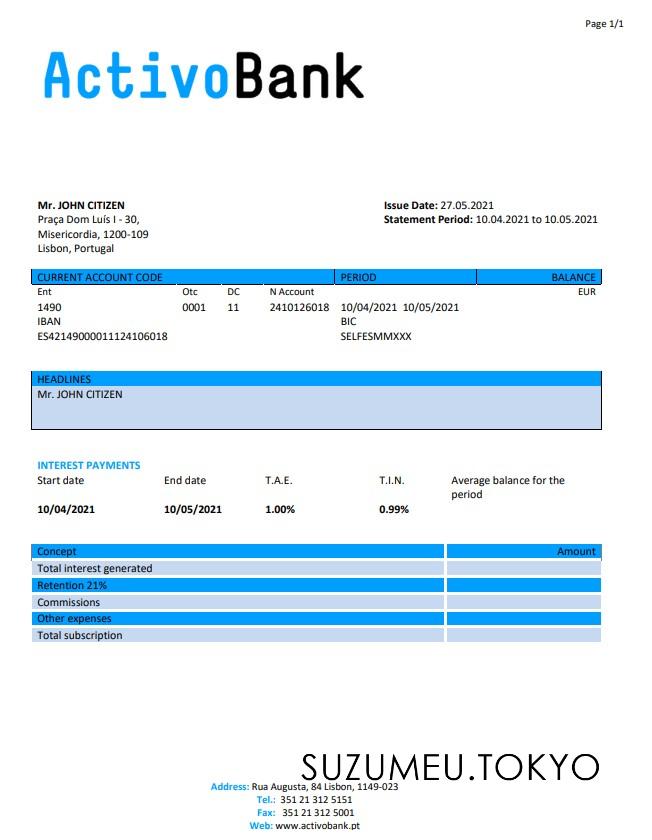 Page 1/1
ActivoBank
Mr. JOHN CITIZEN
Praça Dom Luís I - 30,
Misericordia, 1200-109
Lisbon, Portugal
Issue Date: 27.05.2021
Statement Period: 10.04.2021 to 10.05.2021
CURRENT ACCOUNT CODE PERIOD BALANCE
Ent Otc DC N Account EUR
1490 0001 11 2410126018 10/04/2021 10/05/2021
IBAN BIC
ES42149000011124106018 SELFESMMXXX
HEADLINES
Mr. JOHN CITIZEN
INTEREST PAYMENTS
Start date End date T.A.E. T.I.N. Average balance for the
period
10/04/2021 10/05/2021 1.00% 0.99%
Concept Amount
Total interest generated
Retention 21%
Commissions
Other expenses
Total subscription
SUZUMEU.TOKYO
Address: Rua Augusta, 84 Lisbon, 1149-023
Tel.: 351 21 312 5151
Fax: 351 21 312 5001
Web: www.activobank.pt